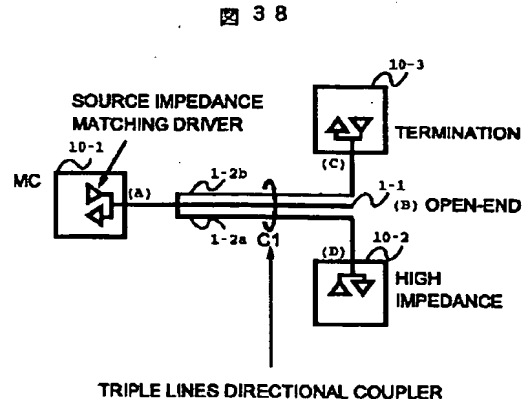 図 38
10-3
SOURCE IMPEDANCE
MATCHING DRIVER
TERMINATION
10-1
(C)
MC
(A)
1-2b
1-1
(B) OPEN-END
1-2a
C1
(D)
10-2
HIGH
IMPEDANCE
TRIPLE LINES DIRECTIONAL COUPLER